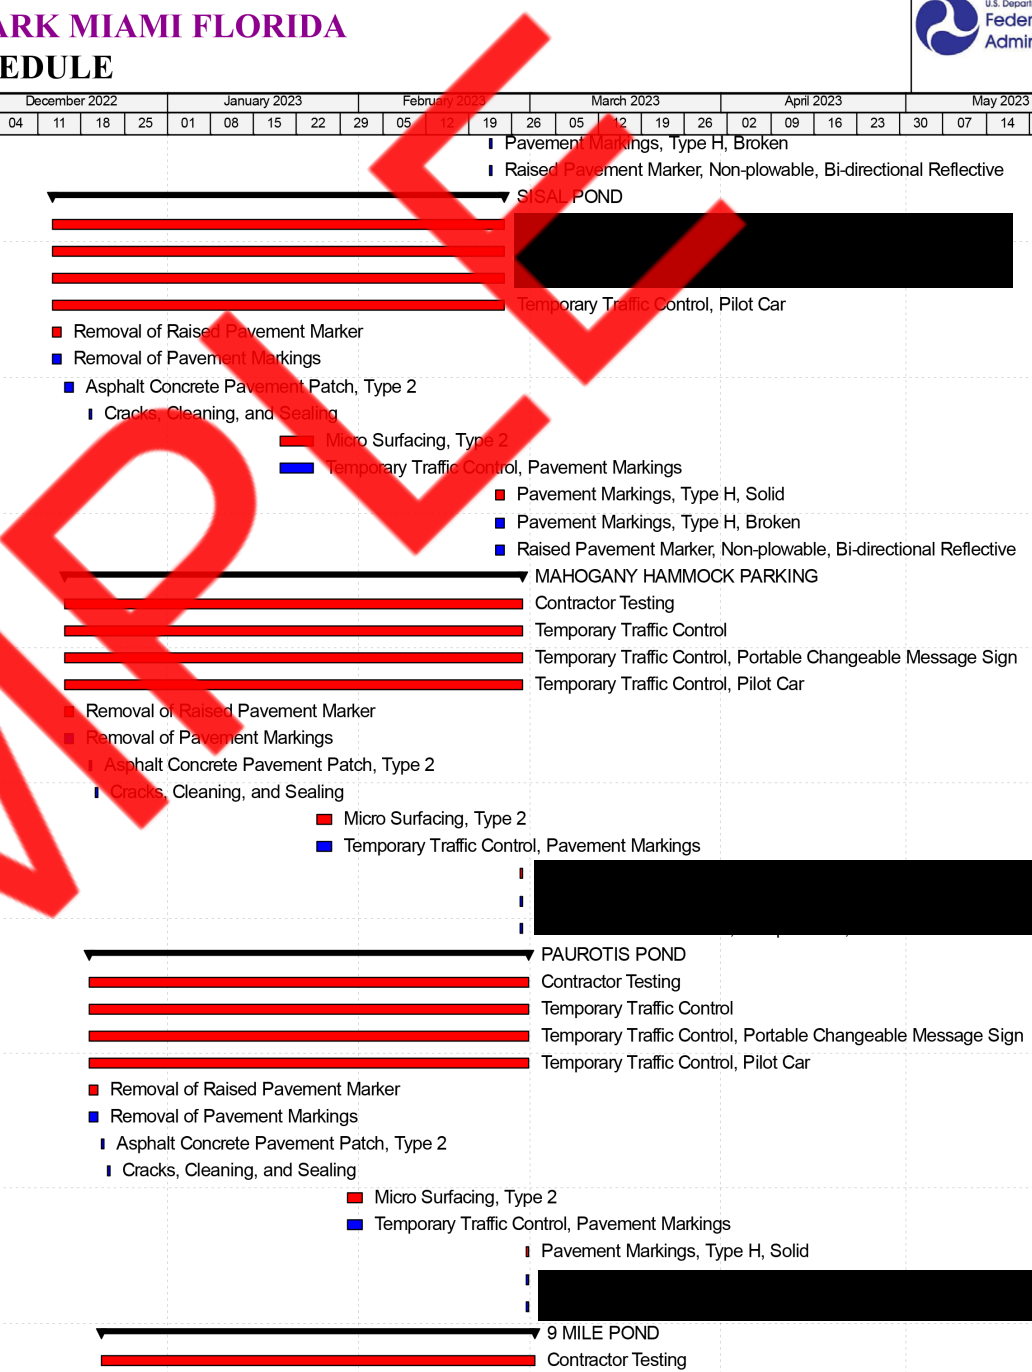 ARK MIAMI FLORIDA
EDULE
U.S. Depart
Feder
Admin
December 2022 January 2023 February 2023 March 2023 April 2023 May 2023
04 11 18 25 01 08 15 22 29 05 12 19 26 05 12 19 26 02 09 16 23 30 07 14
Pavement Markings, Type H, Broken
Raised Pavement Marker, Non-plowable, Bi-directional Reflective
SISAL POND
Temporary Traffic Control, Pilot Car
Removal of Raised Pavement Marker
Removal of Pavement Markings
Asphalt Concrete Pavement Patch, Type 2
Cracks, Cleaning, and Sealing
Micro Surfacing, Type 2
Temporary Traffic Control, Pavement Markings
Pavement Markings, Type H, Solid
Pavement Markings, Type H, Broken
Raised Pavement Marker, Non-plowable, Bi-directional Reflective
MAHOGANY HAMMOCK PARKING
Contractor Testing
Temporary Traffic Control
Temporary Traffic Control, Portable Changeable Message Sign
Temporary Traffic Control, Pilot Car
Removal of Raised Pavement Marker
Removal of Pavement Markings
Asphalt Concrete Pavement Patch, Type 2
Cracks, Cleaning, and Sealing
Micro Surfacing, Type 2
Temporary Traffic Control, Pavement Markings
PAUROTIS POND
Contractor Testing
Temporary Traffic Control
Temporary Traffic Control, Portable Changeable Message Sign
Temporary Traffic Control, Pilot Car
Removal of Raised Pavement Marker
Removal of Pavement Markings
Asphalt Concrete Pavement Patch, Type 2
Cracks, Cleaning, and Sealing
Micro Surfacing, Type 2
Temporary Traffic Control, Pavement Markings
Pavement Markings, Type H, Solid
9 MILE POND
Contractor Testing
MPLE